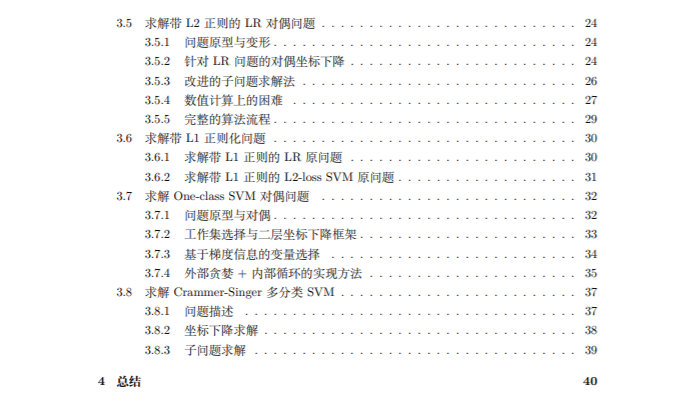 3.5 求解带 L2 正则的 LR 对偶问题 . . . . . . . . . . . . . . . . . . . . . . . . . . . 24
3.5.1 问题原型与变形 . . . . . . . . . . . . . . . . . . . . . . . . . . . . . . . 24
3.5.2 针对 LR 问题的对偶坐标下降 . . . . . . . . . . . . . . . . . . . . . . . . 24
3.5.3 改进的子问题求解法 . . . . . . . . . . . . . . . . . . . . . . . . . . . . 26
3.5.4 数值计算上的困难 . . . . . . . . . . . . . . . . . . . . . . . . . . . . . 27
3.5.5 完整的算法流程 . . . . . . . . . . . . . . . . . . . . . . . . . . . . . . . 29
3.6 求解带 L1 正则化问题 . . . . . . . . . . . . . . . . . . . . . . . . . . . . . . . 30
3.6.1 求解带 L1 正则的 LR 原问题 . . . . . . . . . . . . . . . . . . . . . . . . 30
3.6.2 求解带 L1 正则的 L2-loss SVM 原问题 . . . . . . . . . . . . . . . . . . . 31
3.7 求解 One-class SVM 对偶问题 . . . . . . . . . . . . . . . . . . . . . . . . . . . 32
3.7.1 问题原型与对偶 . . . . . . . . . . . . . . . . . . . . . . . . . . . . . . . 32
3.7.2 工作集选择与二层坐标下降框架 . . . . . . . . . . . . . . . . . . . . . . . 33
3.7.3 基于梯度信息的变量选择 . . . . . . . . . . . . . . . . . . . . . . . . . . 34
3.7.4 外部贪婪 + 内部循环的实现方法 . . . . . . . . . . . . . . . . . . . . . . 35
3.8 求解 Crammer-Singer 多分类 SVM . . . . . . . . . . . . . . . . . . . . . . . . . 37
3.8.1 问题描述 . . . . . . . . . . . . . . . . . . . . . . . . . . . . . . . . . . 37
3.8.2 坐标下降求解 . . . . . . . . . . . . . . . . . . . . . . . . . . . . . . . . 38
3.8.3 子问题求解 . . . . . . . . . . . . . . . . . . . . . . . . . . . . . . . . . 39
4 总结 40